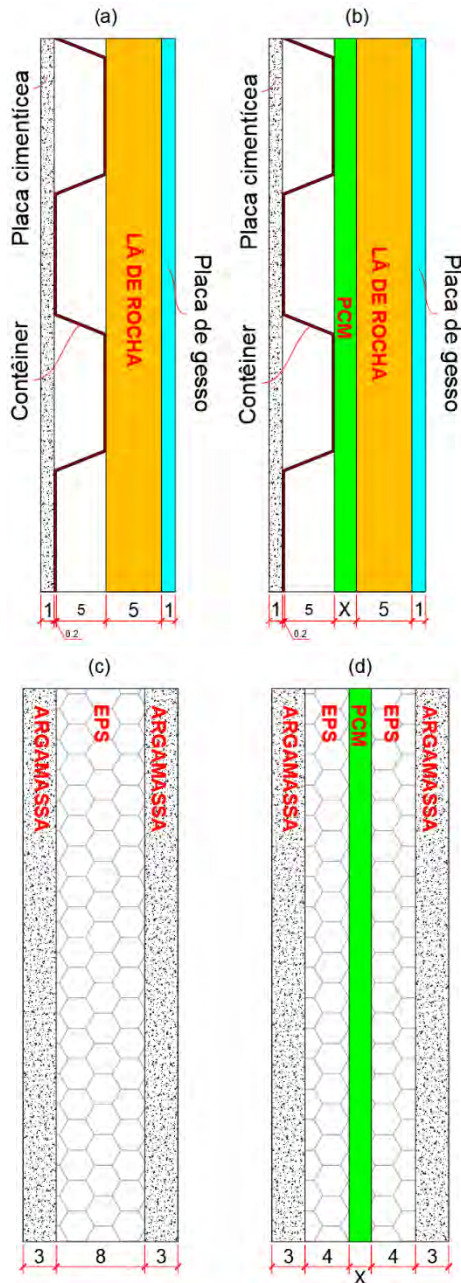 (a)
Placa cimentícea
Contêiner
LÃ DE ROCHA
Placa de gesso
1 5 5 1
0.2
(b)
Placa cimentícea
Contêiner
PCM
LÃ DE ROCHA
Placa de gesso
1 5 X 5 1
0.2
(c)
ARGAMASSA
EPS
ARGAMASSA
3 8 3
(d)
ARGAMASSA
EPS
PCM
EPS
ARGAMASSA
3 4 X 4 3